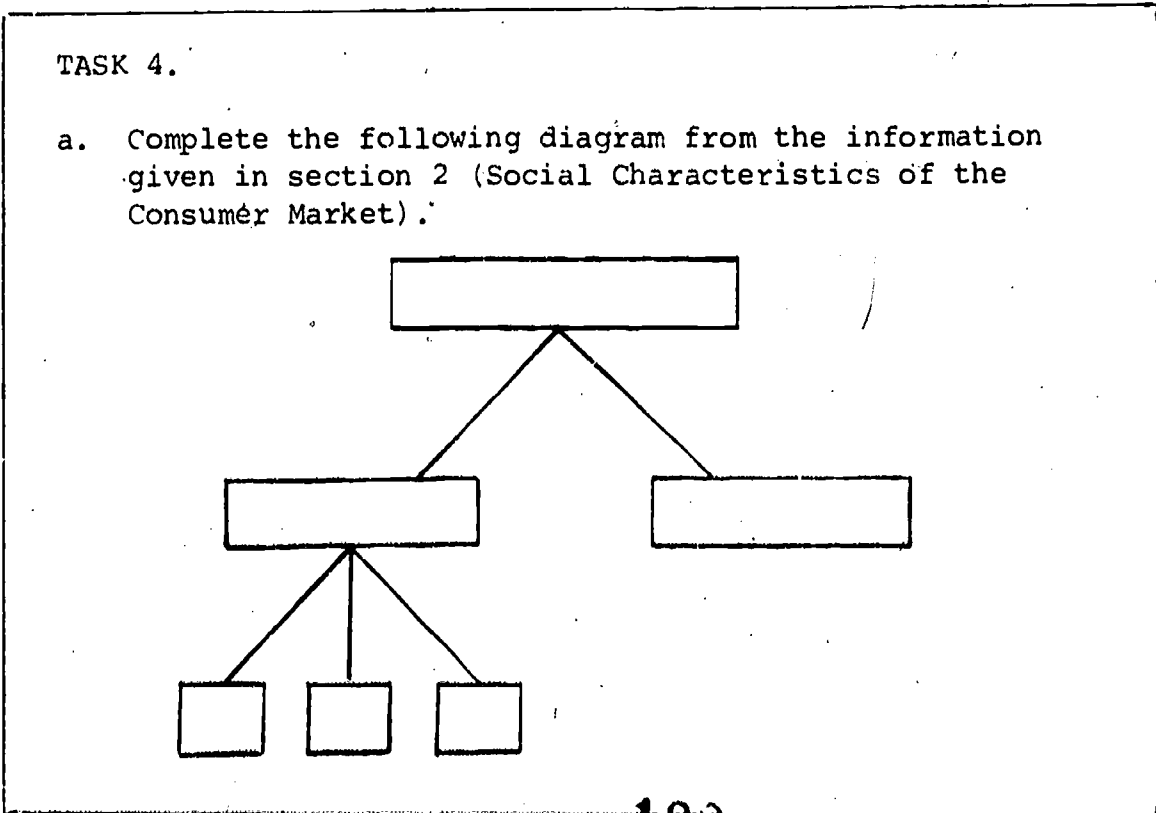 TASK 4.
a. Complete the following diagram from the information
given in section 2 (Social Characteristics of the
Consumer Market).